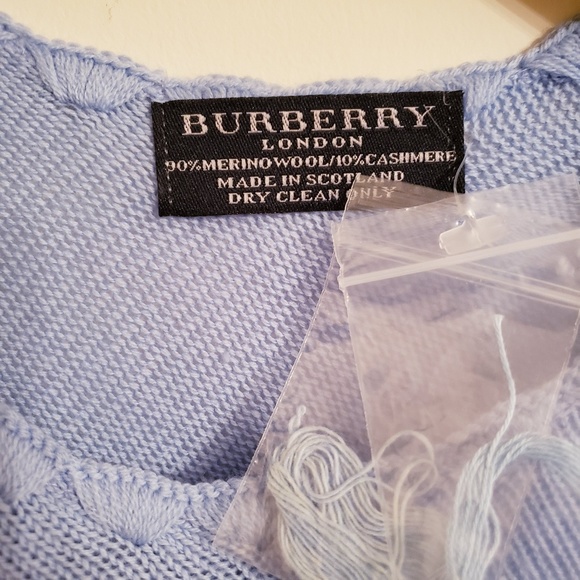 BURBERRY
LONDON
90%MERINOWOOL/10%CASHMERE
MADE IN SCOTLAND
DRY CLEAN ONLY